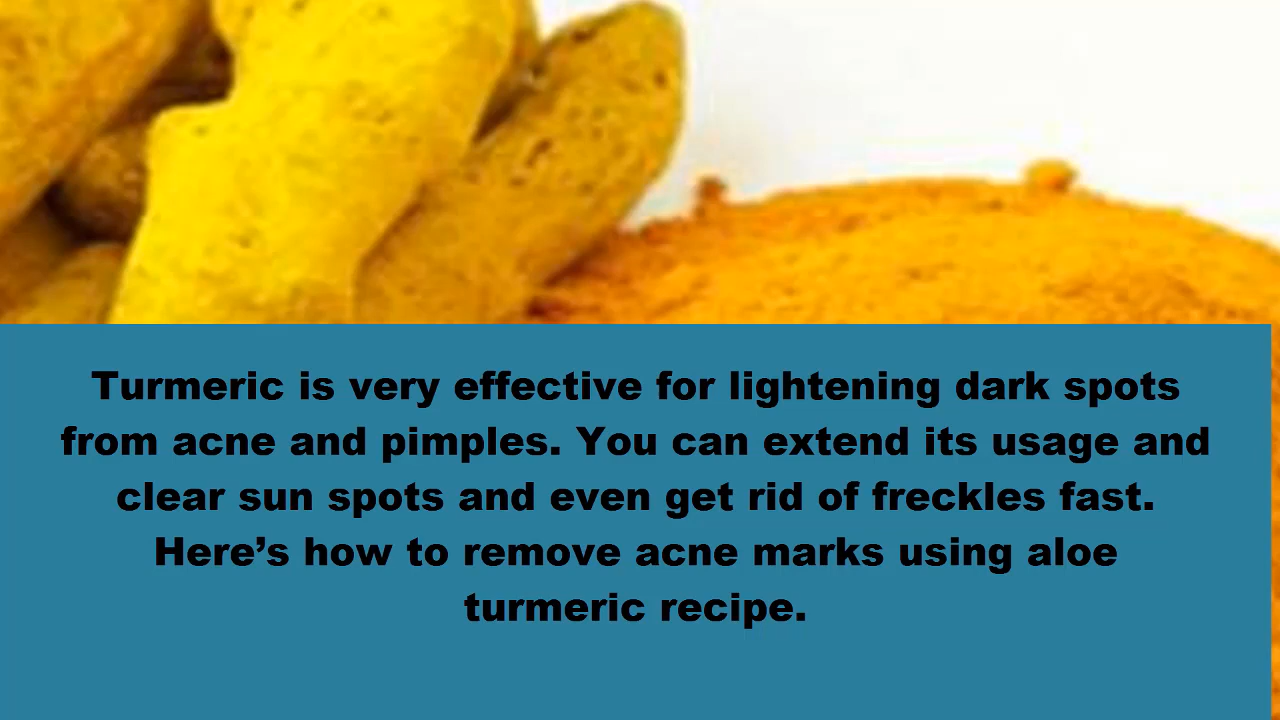 Turmeric is very effective for lightening dark spots
from acne and pimples. You can extend its usage and
clear sun spots and even get rid of freckles fast.
Here’s how to remove acne marks using aloe
turmeric recipe.